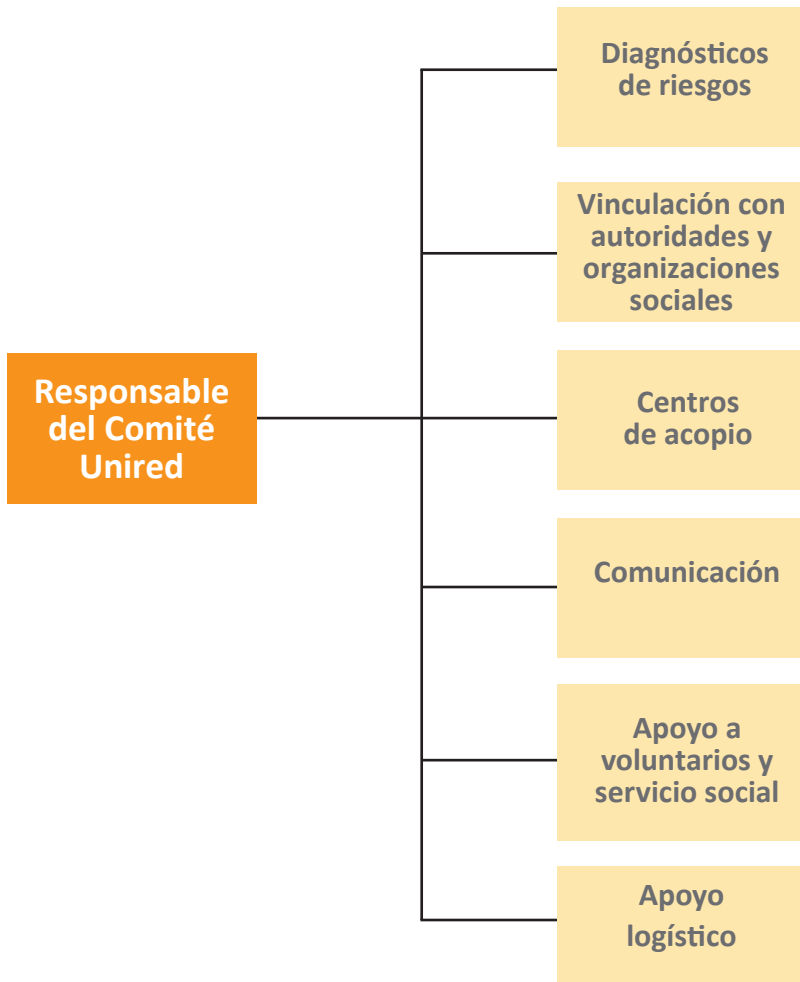 Responsable
del Comité
Unired
Diagnósticos
de riesgos
Vinculación con
autoridades y
organizaciones
sociales
Centros
de acopio
Comunicación
Apoyo a
voluntarios y
servicio social
Apoyo
logístico